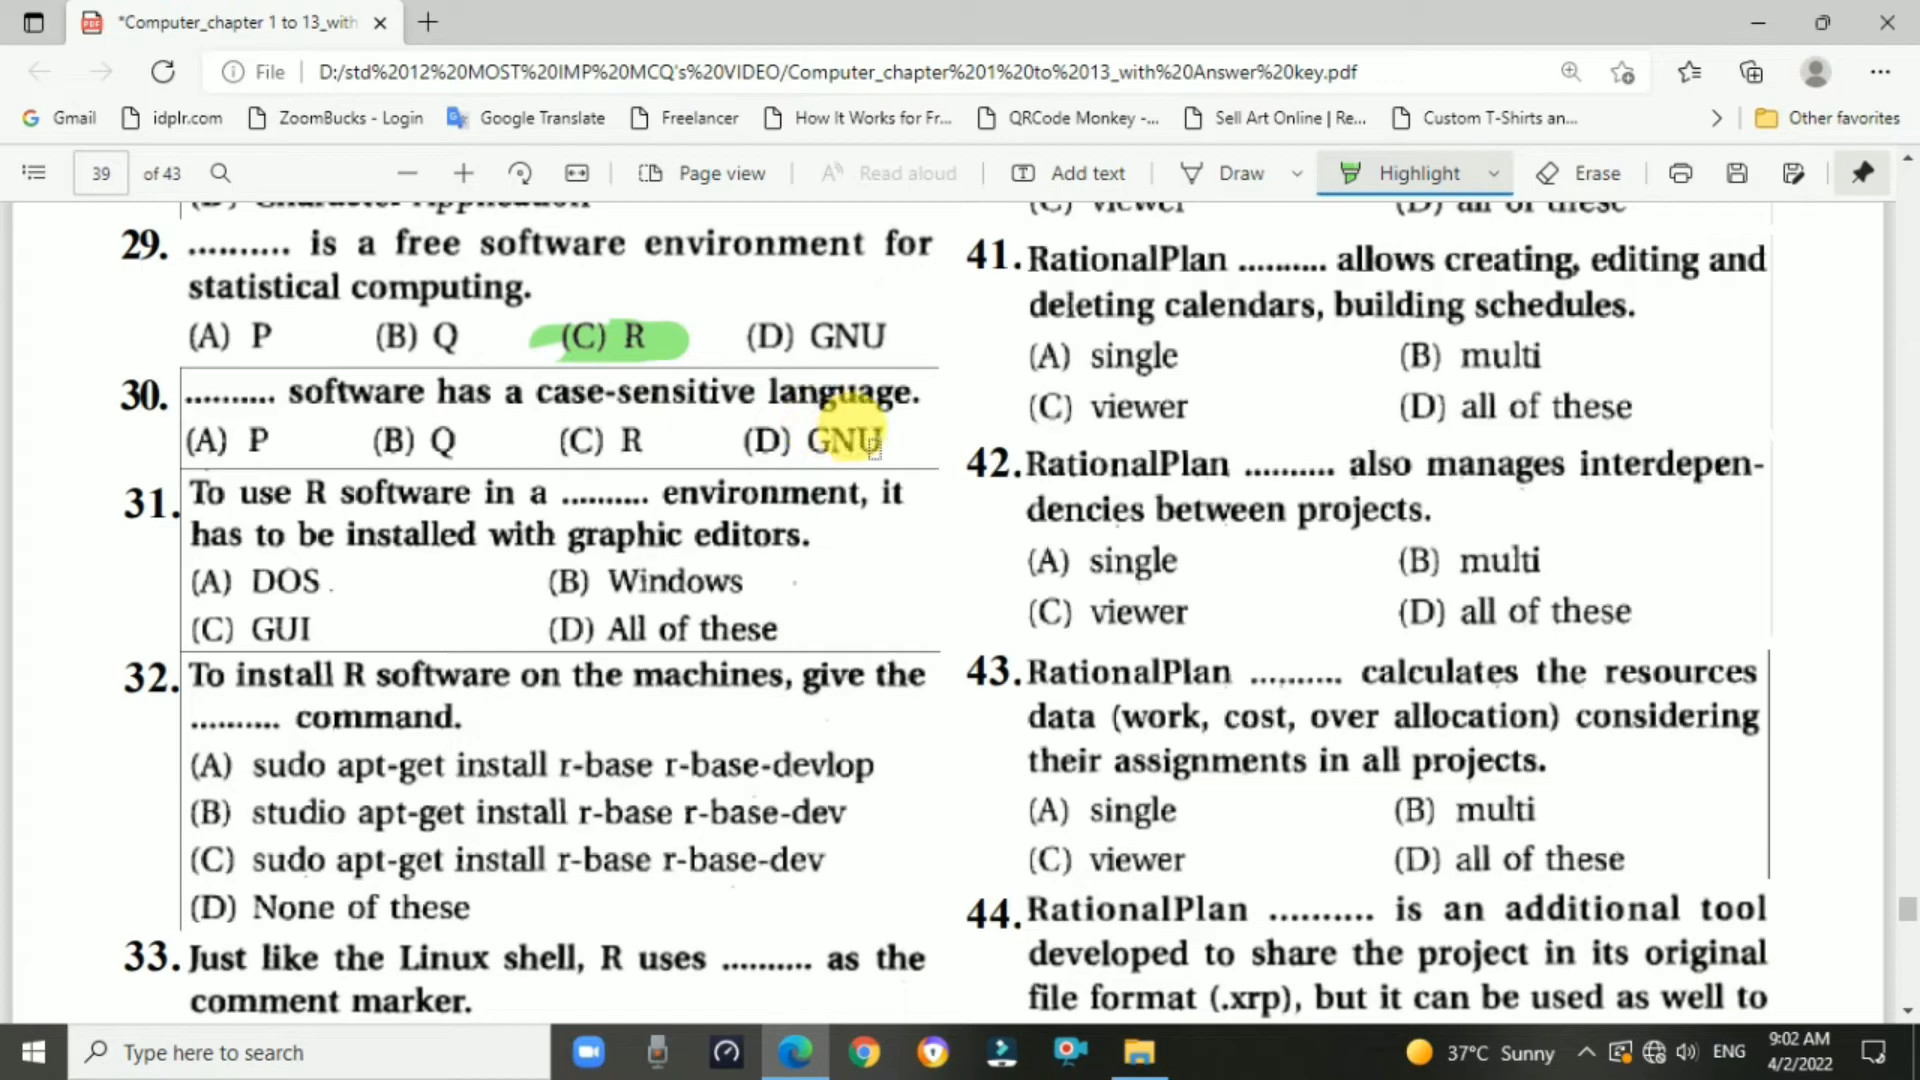 *Computer_chapter 1 to 13_with
File
D:/std%2012%20MOST%20IMP%20MCQ's%20VIDEO/Computer_chapter%201%20to%2013_with%20Answer%20key.pdf
Gmail
idplr.com
ZoomBucks - Login
Google Translate
Freelancer
How It Works for Fr...
QRCode Monkey -...
Sell Art Online | Re...
Custom T-Shirts an...
Other favorites
39 of 43
Page view
Read aloud
Add text
Draw
Highlight
Erase
29. .......... is a free software environment for
statistical computing.
(A) P (B) Q (C) R (D) GNU
30. .......... software has a case-sensitive language.
(A) P (B) Q (C) R (D) GNU
31. To use R software in a .......... environment, it
has to be installed with graphic editors.
(A) DOS (B) Windows
(C) GUI (D) All of these
32. To install R software on the machines, give the
.......... command.
(A) sudo apt-get install r-base r-base-devlop
(B) studio apt-get install r-base r-base-dev
(C) sudo apt-get install r-base r-base-dev
(D) None of these
33. Just like the Linux shell, R uses .......... as the
comment marker.
(C) viewer (D) all of these
41. RationalPlan .......... allows creating, editing and
deleting calendars, building schedules.
(A) single (B) multi
(C) viewer (D) all of these
42. RationalPlan .......... also manages interdepen-
dencies between projects.
(A) single (B) multi
(C) viewer (D) all of these
43. RationalPlan .......... calculates the resources
data (work, cost, over allocation) considering
their assignments in all projects.
(A) single (B) multi
(C) viewer (D) all of these
44. RationalPlan .......... is an additional tool
developed to share the project in its original
file format (.xrp), but it can be used as well to
Type here to search
37°C Sunny
ENG
9:02 AM
4/2/2022